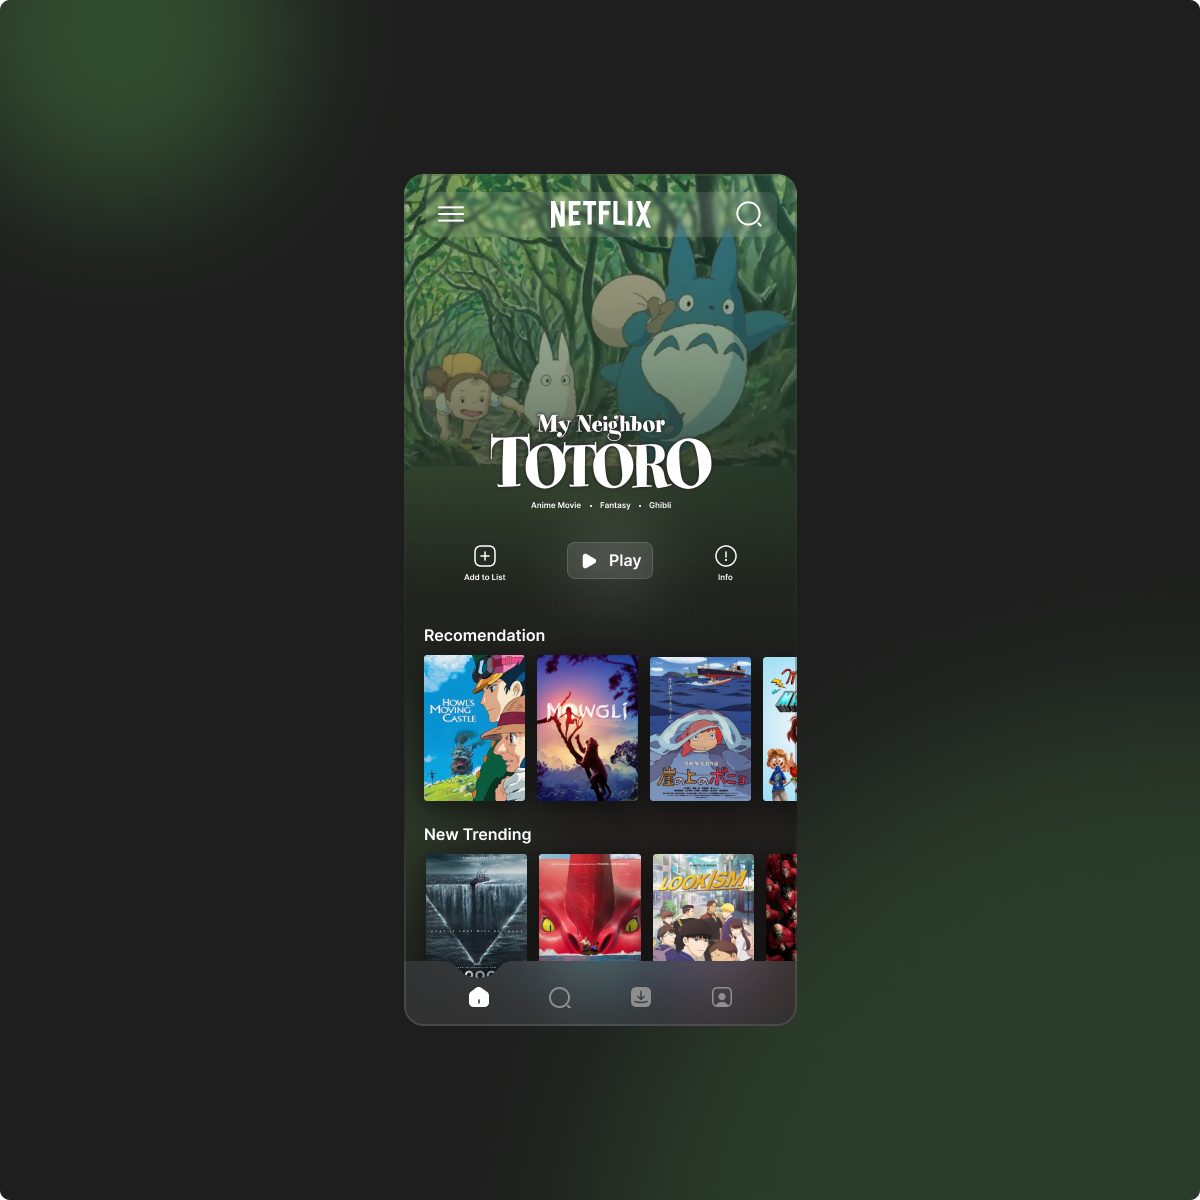 NETFLIX
My Neighbor
TOTORO
Anime Movie • Fantasy • Ghibli
Add to List
Play
Info
Recomendation
HOWL'S
MOVING
CASTLE
MOWGLI
崖の上のポニョ
New Trending
LOOKISM